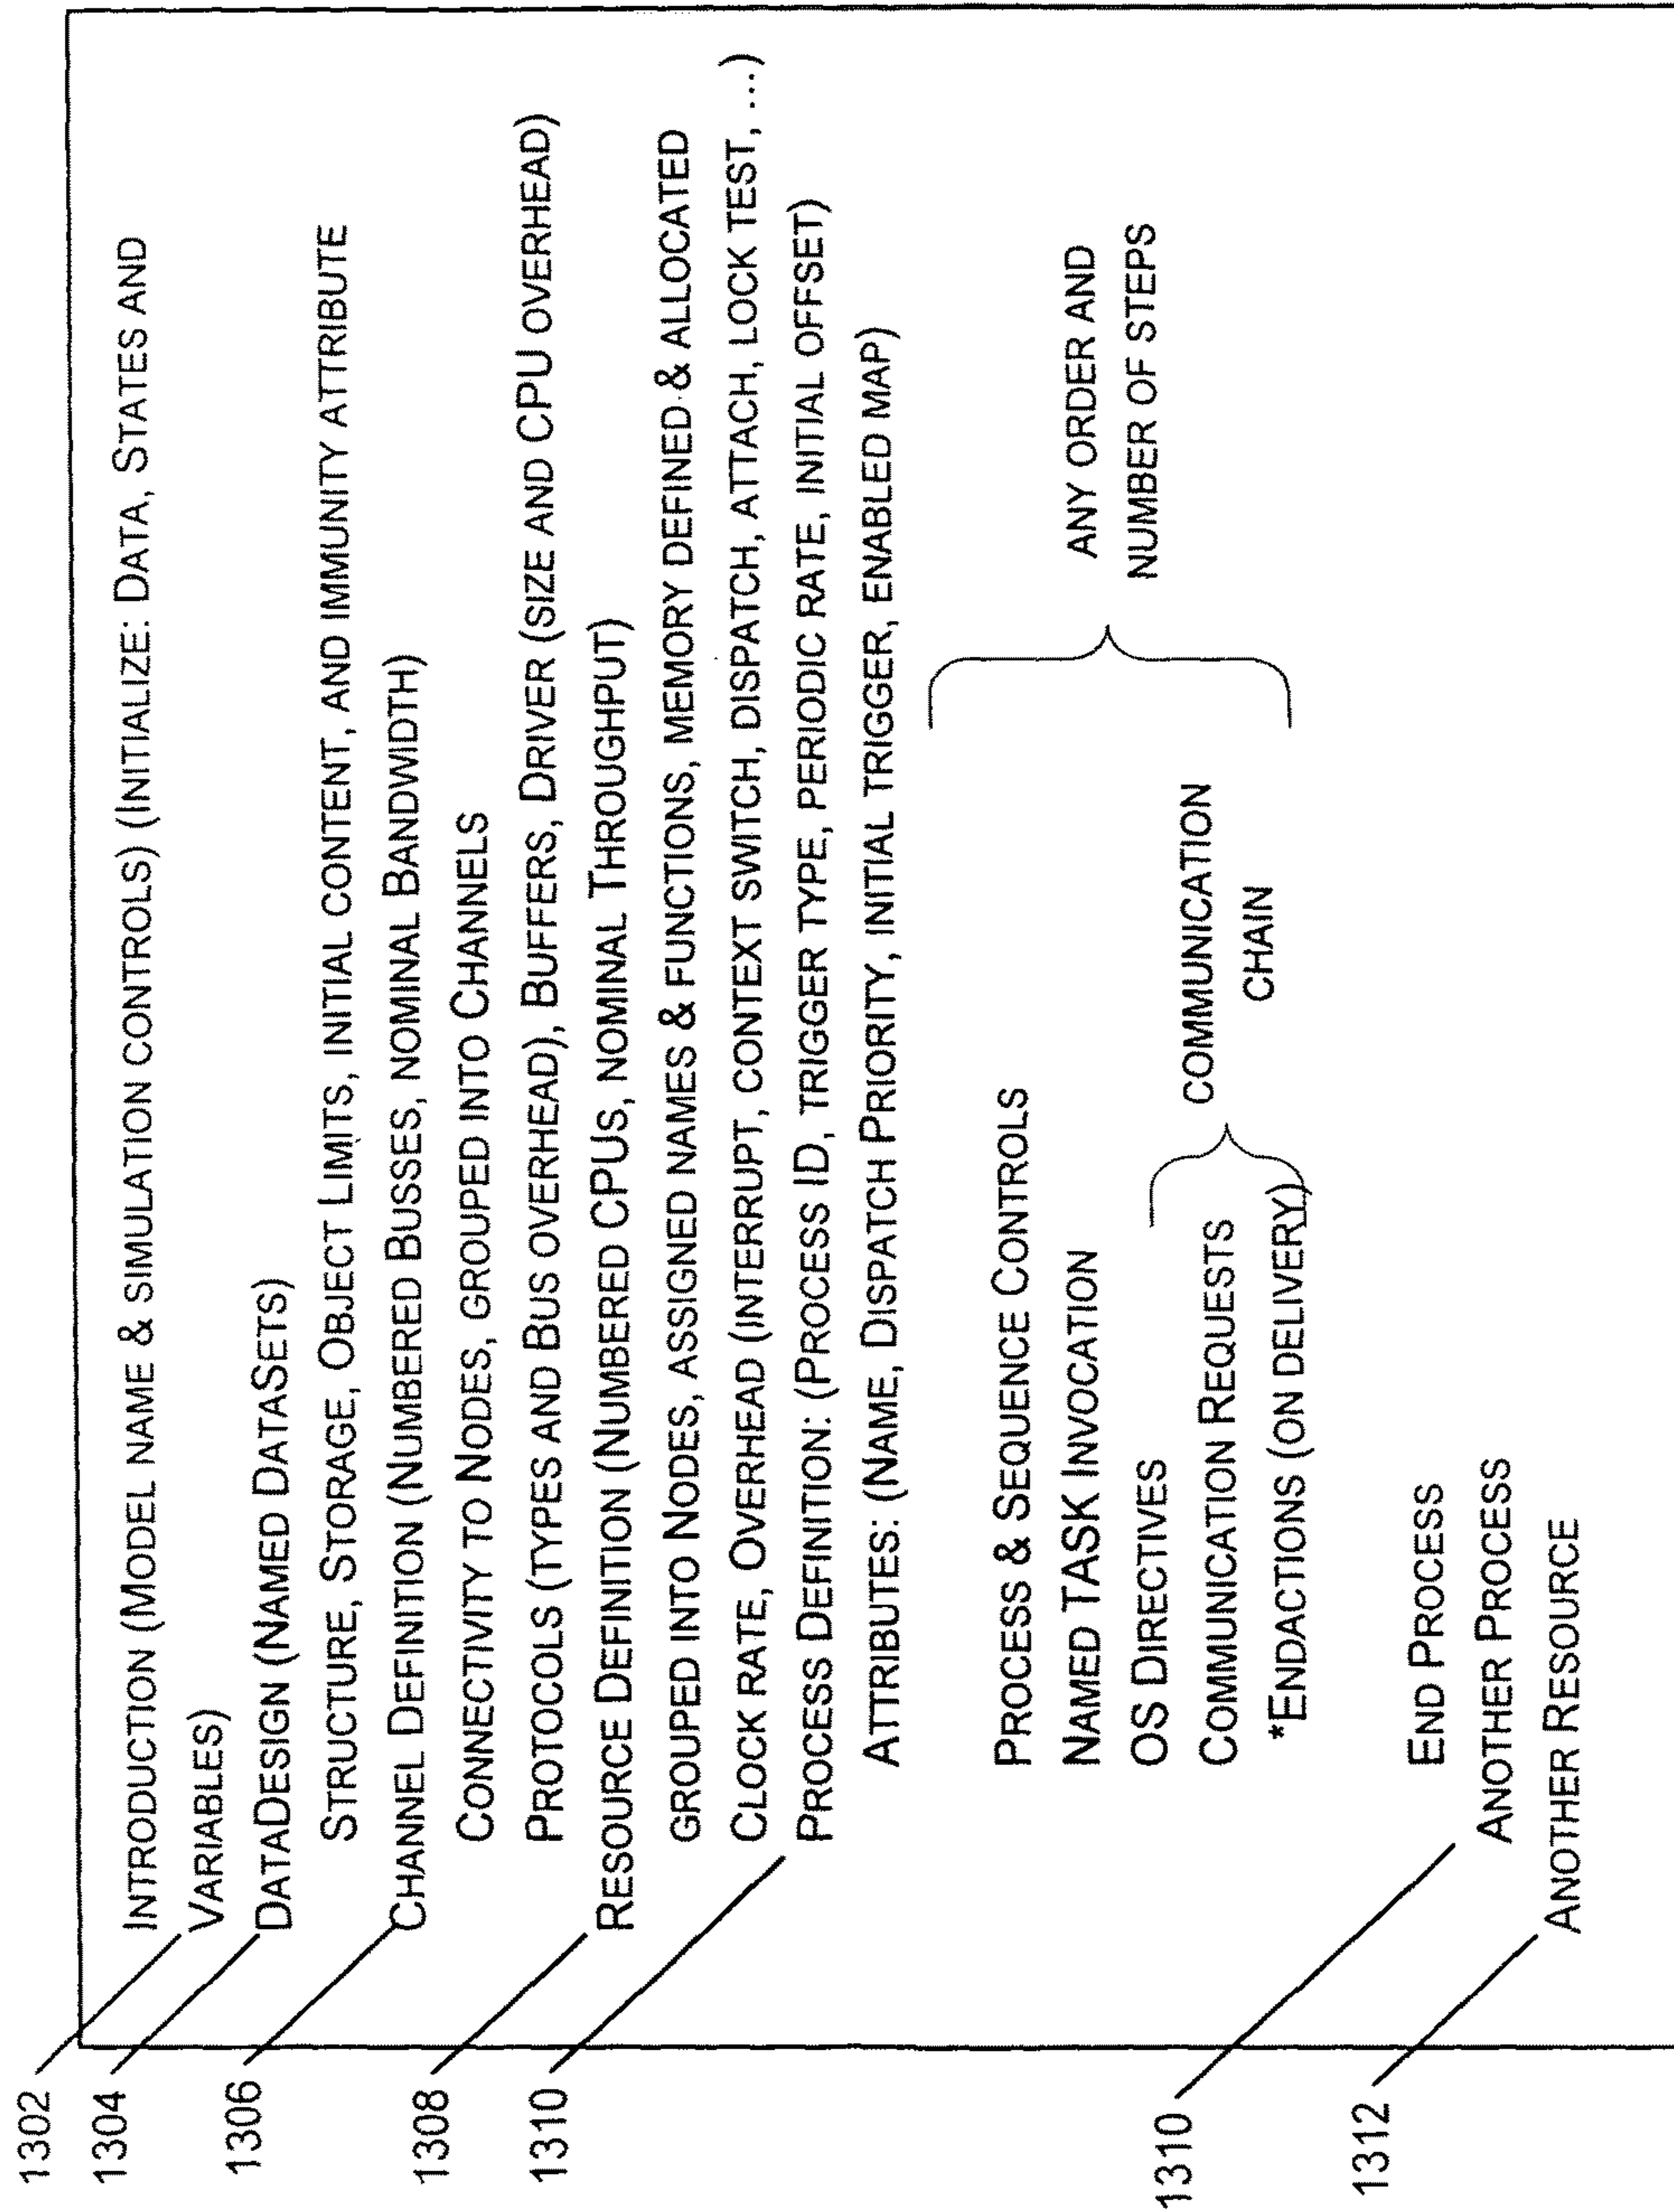 1302
INTRODUCTION (MODEL NAME & SIMULATION CONTROLS) (INITIALIZE: DATA, STATES AND
VARIABLES)
1304
DATADESIGN (NAMED DATASETS)
STRUCTURE, STORAGE, OBJECT LIMITS, INITIAL CONTENT, AND IMMUNITY ATTRIBUTE
1306
CHANNEL DEFINITION (NUMBERED BUSSES, NOMINAL BANDWIDTH)
CONNECTIVITY TO NODES, GROUPED INTO CHANNELS
PROTOCOLS (TYPES AND BUS OVERHEAD), BUFFERS, DRIVER (SIZE AND CPU OVERHEAD)
1308
RESOURCE DEFINITION (NUMBERED CPUS, NOMINAL THROUGHPUT)
GROUPED INTO NODES, ASSIGNED NAMES & FUNCTIONS, MEMORY DEFINED & ALLOCATED
CLOCK RATE, OVERHEAD (INTERRUPT, CONTEXT SWITCH, DISPATCH, ATTACH, LOCK TEST, ...)
1310
PROCESS DEFINITION: (PROCESS ID, TRIGGER TYPE, PERIODIC RATE, INITIAL OFFSET)
ATTRIBUTES: (NAME, DISPATCH PRIORITY, INITIAL TRIGGER, ENABLED MAP)
PROCESS & SEQUENCE CONTROLS
NAMED TASK INVOCATION
OS DIRECTIVES
COMMUNICATION REQUESTS
*ENDACTIONS (ON DELIVERY)
COMMUNICATION
CHAIN
ANY ORDER AND
NUMBER OF STEPS
END PROCESS
1310
ANOTHER PROCESS
1312
ANOTHER RESOURCE